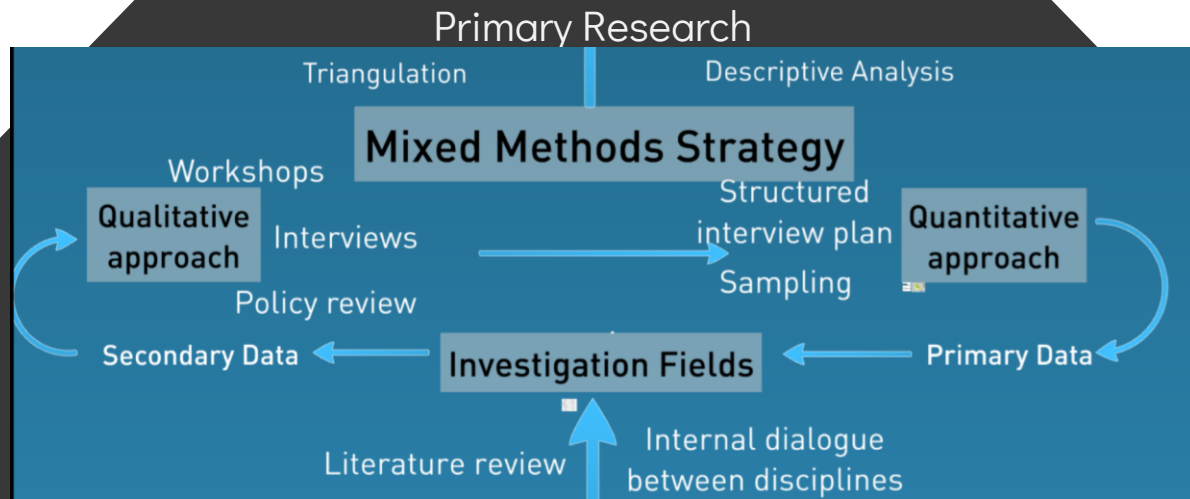 Primary Research
Triangulation
Descriptive Analysis
Mixed Methods Strategy
Workshops
Qualitative
approach
Interviews
Policy review
Structured
interview plan
Sampling
Quantitative
approach
Secondary Data
Investigation Fields
Primary Data
Literature review
Internal dialogue
between disciplines